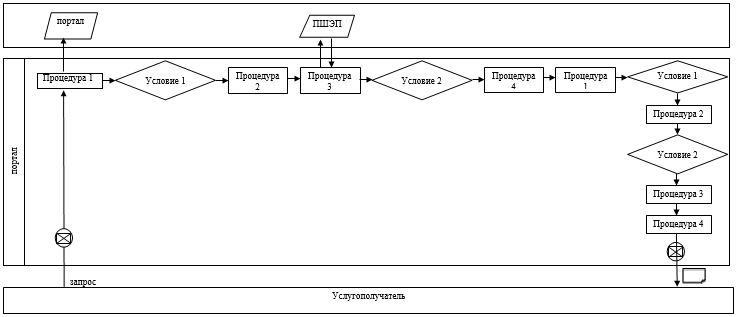 портал
ПШЭП
Процедура 1
Условие 1
Процедура
2
Процедура
3
Условие 2
Процедура
4
Процедура
1
Условие 1
Процедура 2
Условие 2
Процедура 3
Процедура 4
портал
запрос
Услугополучатель